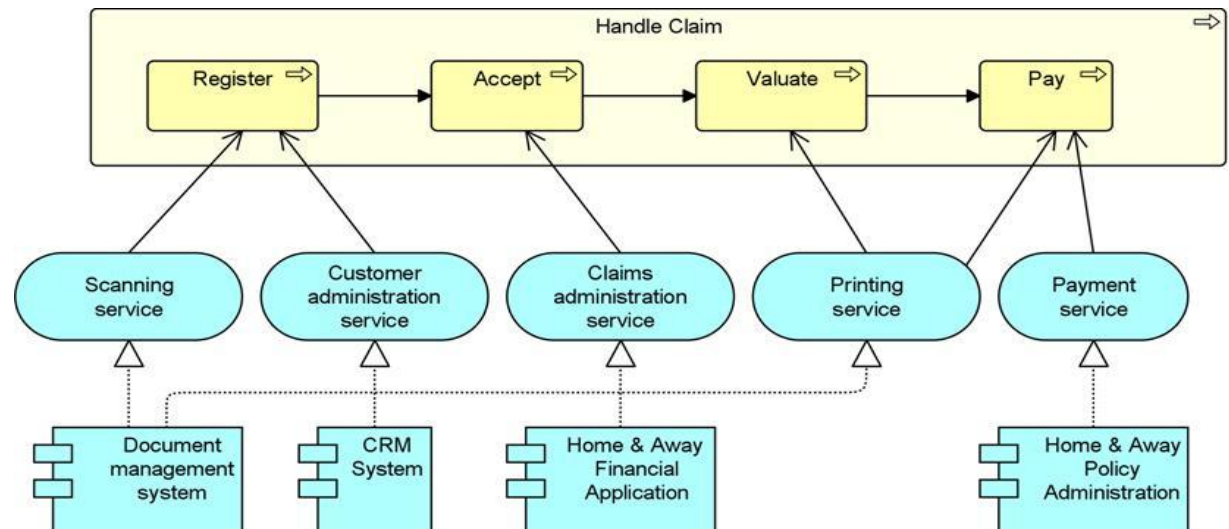 Handle Claim
Register
Accept
Valuate
Pay
Scanning
service
Customer
administration
service
Claims
administration
service
Printing
service
Payment
service
Document
management
system
CRM
System
Home & Away
Financial
Application
Home & Away
Policy
Administration